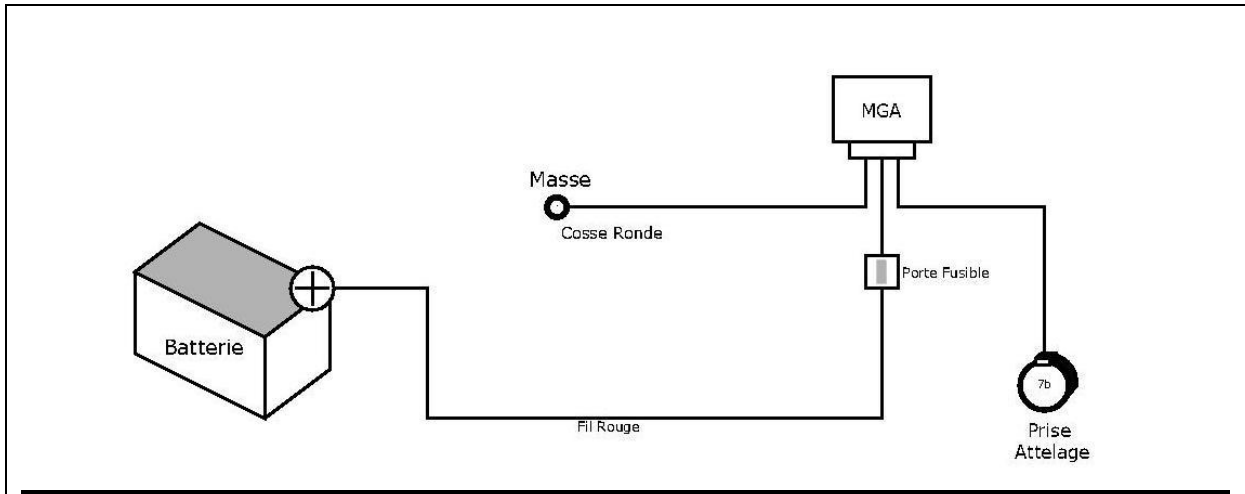 MGA
Masse
Cosse Ronde
Porte Fusible
Batterie
7b
Fil Rouge
Prise
Attelage